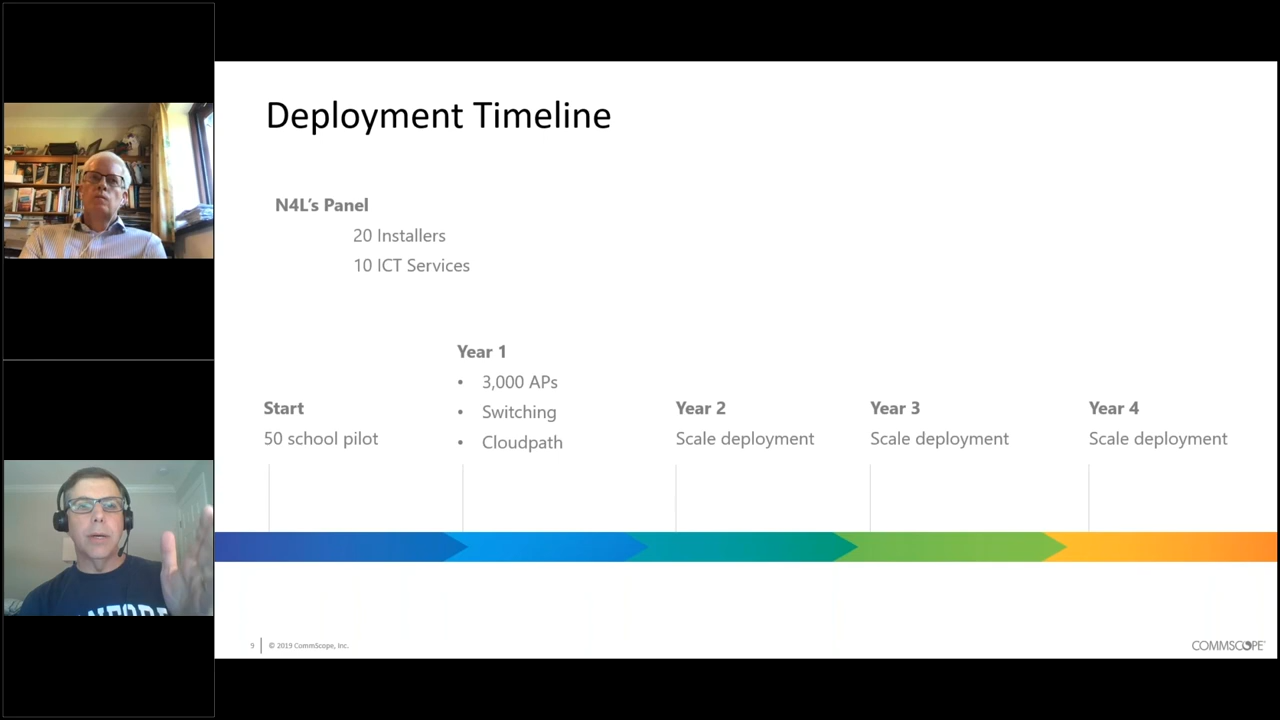 Deployment Timeline
N4L's Panel
20 Installers
10 ICT Services
Year 1
• 3,000 APs
• Switching
• Cloudpath
Start
50 school pilot
Year 2
Scale deployment
Year 3
Scale deployment
Year 4
Scale deployment
9 | © 2019 CommScope, Inc.
COMMSCOPE